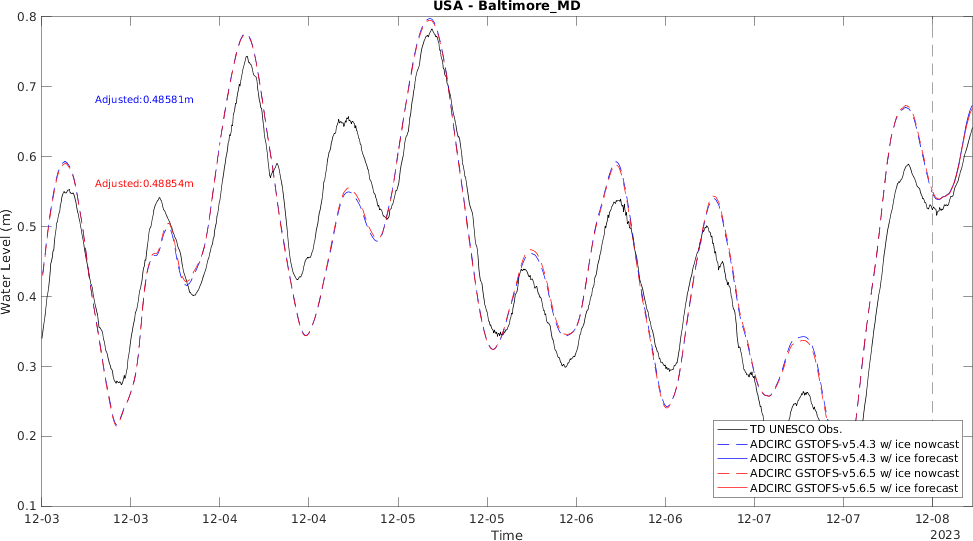 USA - Baltimore_MD
0.8
0.7
0.6
0.5
0.4
0.3
0.2
0.1
Water Level (m)
Adjusted:0.48581m
Adjusted:0.48854m
TD UNESCO Obs.
ADCIRC GSTOFS-v5.4.3 w/ ice nowcast
ADCIRC GSTOFS-v5.4.3 w/ ice forecast
ADCIRC GSTOFS-v5.6.5 w/ ice nowcast
ADCIRC GSTOFS-v5.6.5 w/ ice forecast
12-03 12-03 12-04 12-04 12-05 12-05 12-06 12-06 12-07 12-07 12-08
2023
Time